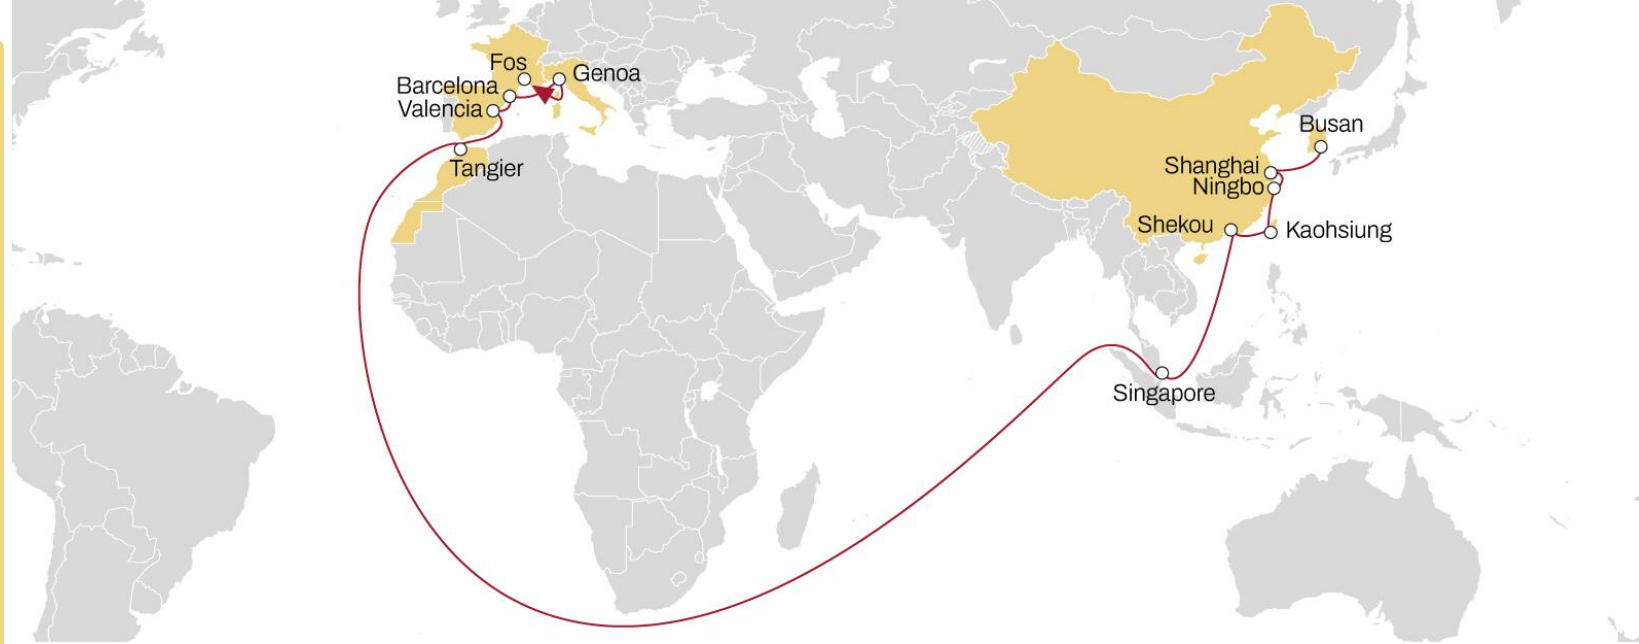 Fos
Genoa
Barcelona
Valencia
Tangier
Busan
Shanghai
Ningbo
Shekou
Kaohsiung
Singapore